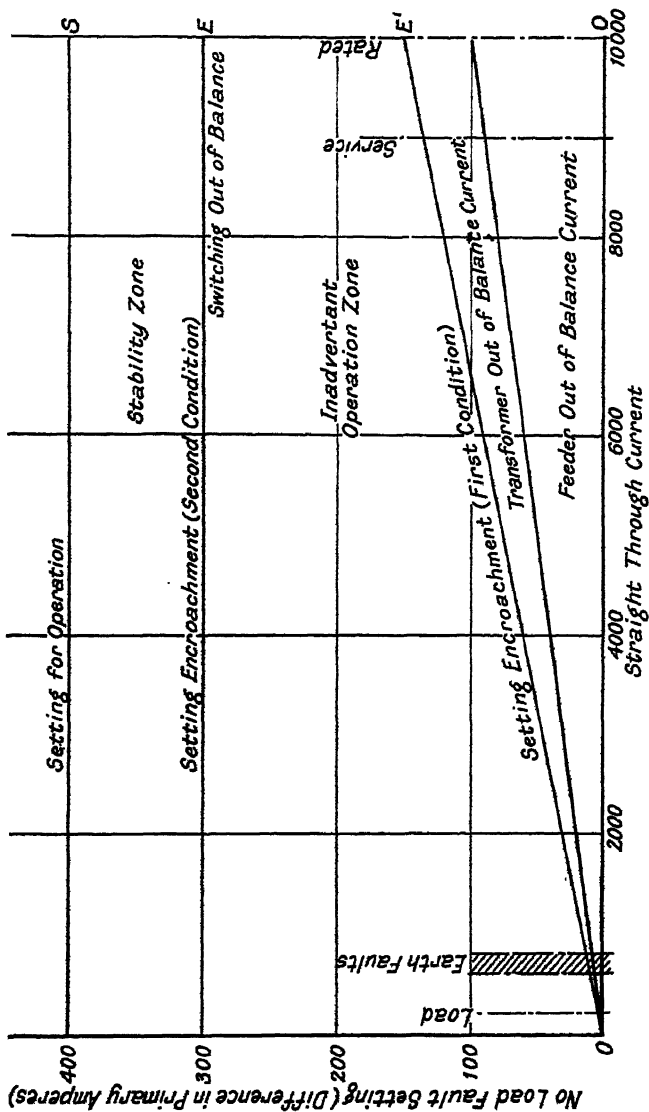 No Load Fault Setting (Difference in Primary Amperes)
400
300
200
100
0
S
E
E'
O
Setting for Operation
Stability Zone
Setting Encroachment (Second Condition)
Switching Out of Balance
Inadvertant
Operation Zone
Rated
Service
Setting Encroachment (First Condition)
Transformer Out of Balance Current
Feeder Out of Balance Current
Earth Faults
Load
2000
4000
6000
8000
10000
Straight Through Current